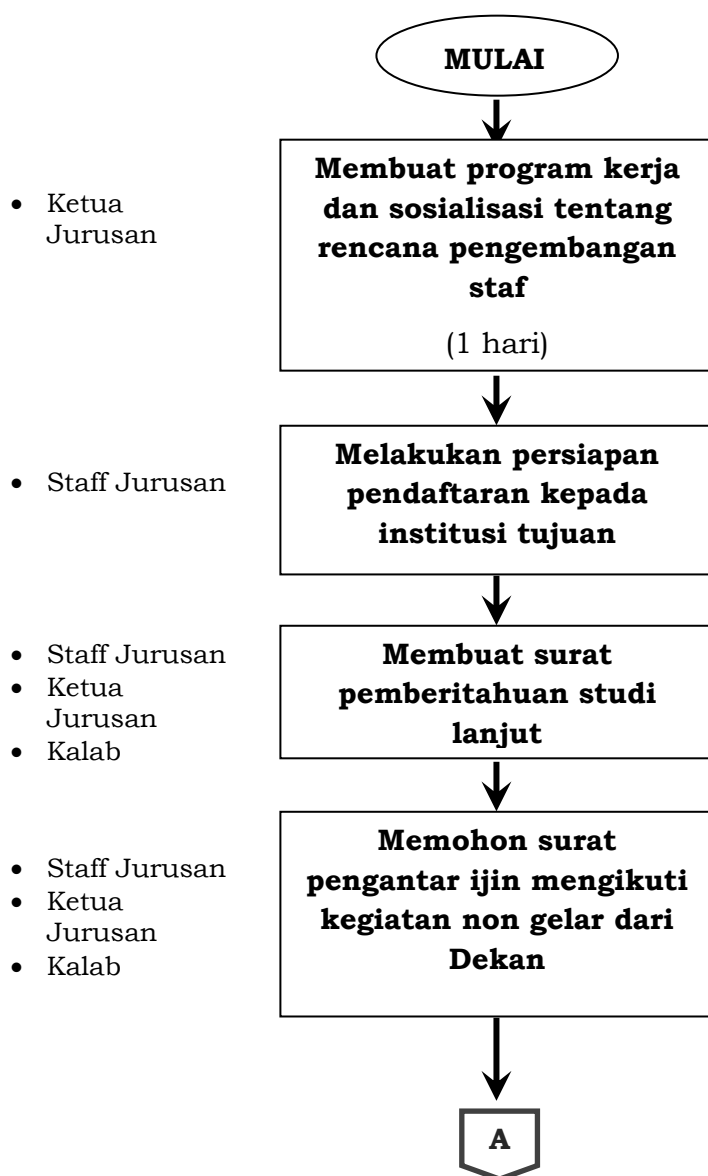 MULAI
• Ketua
Jurusan
Membuat program kerja
dan sosialisasi tentang
rencana pengembangan
staf
(1 hari)
• Staff Jurusan
Melakukan persiapan
pendaftaran kepada
institusi tujuan
• Staff Jurusan
• Ketua
Jurusan
• Kalab
Membuat surat
pemberitahuan studi
lanjut
• Staff Jurusan
• Ketua
Jurusan
• Kalab
Memohon surat
pengantar ijin mengikuti
kegiatan non gelar dari
Dekan
A